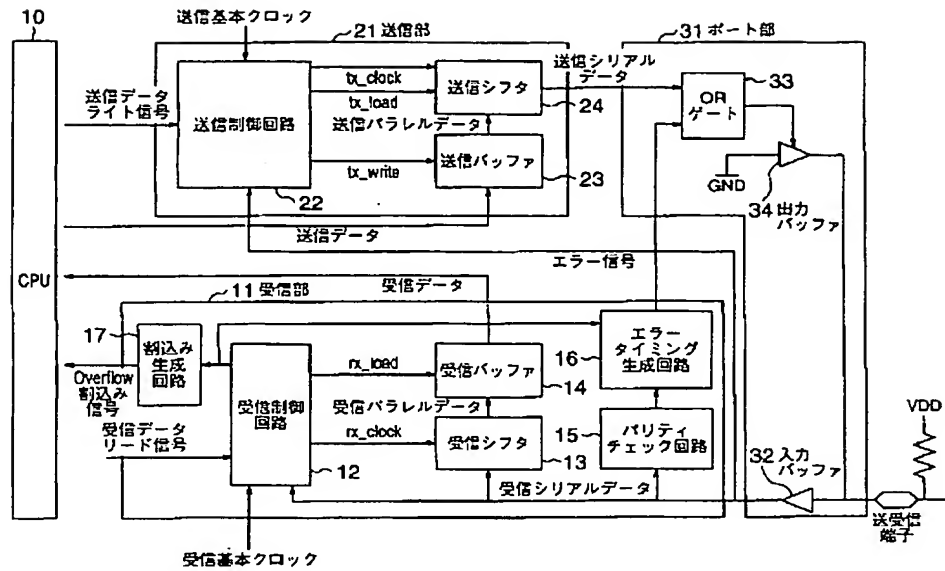 10
送信基本クロック
21 送信部
31 ポート部
送信シリアル
データ
33
tx_clock
送信シフタ
OR
ゲート
送信データ
ライト信号
送信制御回路
tx_load
24
送信パラレルデータ
tx_write
送信バッファ
23
GND
22
34 出力
バッファ
送信データ
エラー信号
CPU
受信データ
11 受信部
17
割込み
生成
回路
エラー
タイミング
生成回路
16
rx_load
受信バッファ
14
Overflow
割込み
信号
受信制御
回路
受信パラレルデータ
VDD
受信データ
リード信号
rx_clock
受信シフタ
15
パリティ
チェック回路
12
13
32 入力
バッファ
受信シリアルデータ
送受信
端子
受信基本クロック